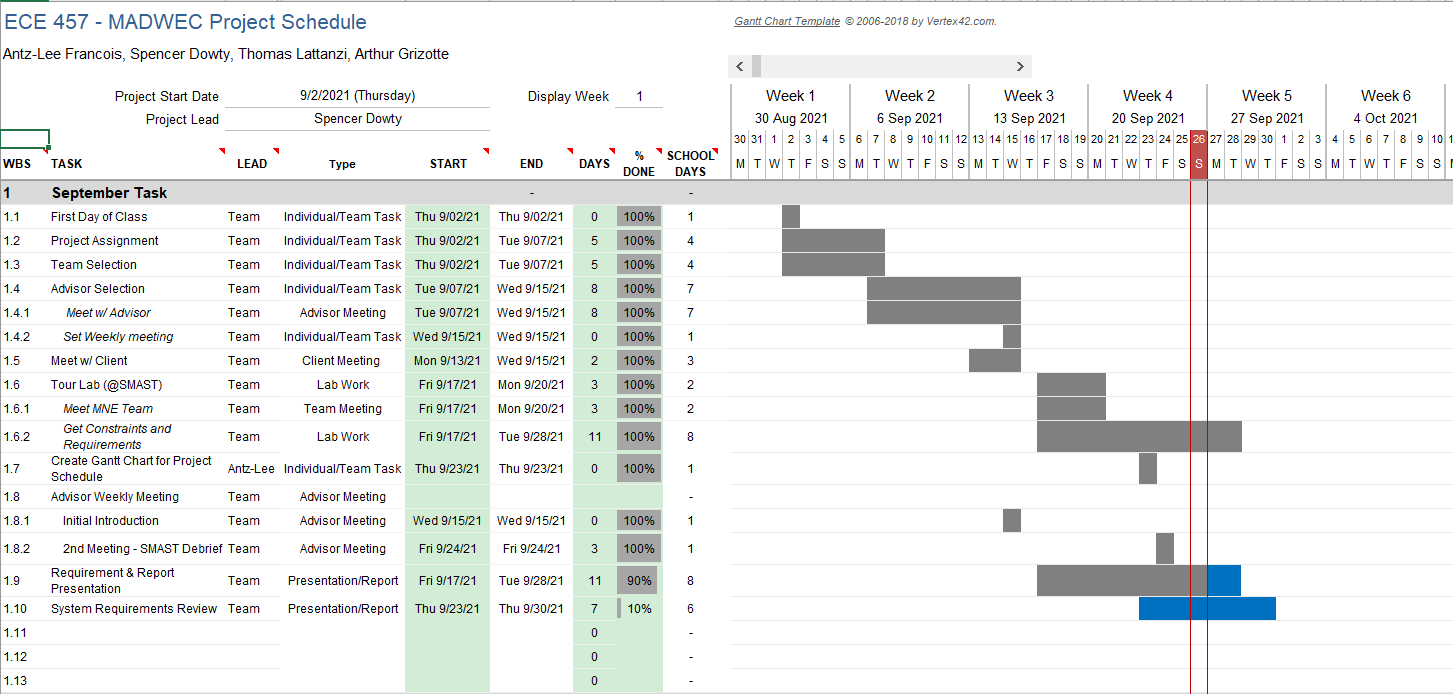 ECE 457 - MADWEC Project Schedule
Gantt Chart Template © 2006-2018 by Vertex42.com.
Antz-Lee Francois, Spencer Dowty, Thomas Lattanzi, Arthur Grizotte
Project Start Date 9/2/2021 (Thursday) Display Week 1 Week 1 Week 2 Week 3 Week 4 Week 5 Week 6
Project Lead Spencer Dowty 30 Aug 2021 6 Sep 2021 13 Sep 2021 20 Sep 2021 27 Sep 2021 4 Oct 2021
30 31 1 2 3 4 5 6 7 8 9 10 11 12 13 14 15 16 17 18 19 20 21 22 23 24 25 26 27 28 29 30 1 2 3 4 5 6 7 8 9 10
WBS TASK LEAD Type START END DAYS % DONE SCHOOL DAYS M T W T F S S M T W T F S S M T W T F S S M T W T F S S M T W T F S S M T W T F S S
1 September Task - -
1.1 First Day of Class Team Individual/Team Task Thu 9/02/21 Thu 9/02/21 0 100% 1
1.2 Project Assignment Team Individual/Team Task Thu 9/02/21 Tue 9/07/21 5 100% 4
1.3 Team Selection Team Individual/Team Task Thu 9/02/21 Tue 9/07/21 5 100% 4
1.4 Advisor Selection Team Individual/Team Task Tue 9/07/21 Wed 9/15/21 8 100% 7
1.4.1 Meet w/ Advisor Team Advisor Meeting Tue 9/07/21 Wed 9/15/21 8 100% 7
1.4.2 Set Weekly meeting Team Individual/Team Task Wed 9/15/21 Wed 9/15/21 0 100% 1
1.5 Meet w/ Client Team Client Meeting Mon 9/13/21 Wed 9/15/21 2 100% 3
1.6 Tour Lab (@SMAST) Team Lab Work Fri 9/17/21 Mon 9/20/21 3 100% 2
1.6.1 Meet MNE Team Team Team Meeting Fri 9/17/21 Mon 9/20/21 3 100% 2
1.6.2 Get Constraints and Requirements Team Lab Work Fri 9/17/21 Tue 9/28/21 11 100% 8
1.7 Create Gantt Chart for Project Schedule Antz-Lee Individual/Team Task Thu 9/23/21 Thu 9/23/21 0 100% 1
1.8 Advisor Weekly Meeting Team Advisor Meeting -
1.8.1 Initial Introduction Team Advisor Meeting Wed 9/15/21 Wed 9/15/21 0 100% 1
1.8.2 2nd Meeting - SMAST Debrief Team Advisor Meeting Fri 9/24/21 Fri 9/24/21 3 100% 1
1.9 Requirement & Report Presentation Team Presentation/Report Fri 9/17/21 Tue 9/28/21 11 90% 8
1.10 System Requirements Review Team Presentation/Report Thu 9/23/21 Thu 9/30/21 7 10% 6
1.11 0 -
1.12 0 -
1.13 0 -